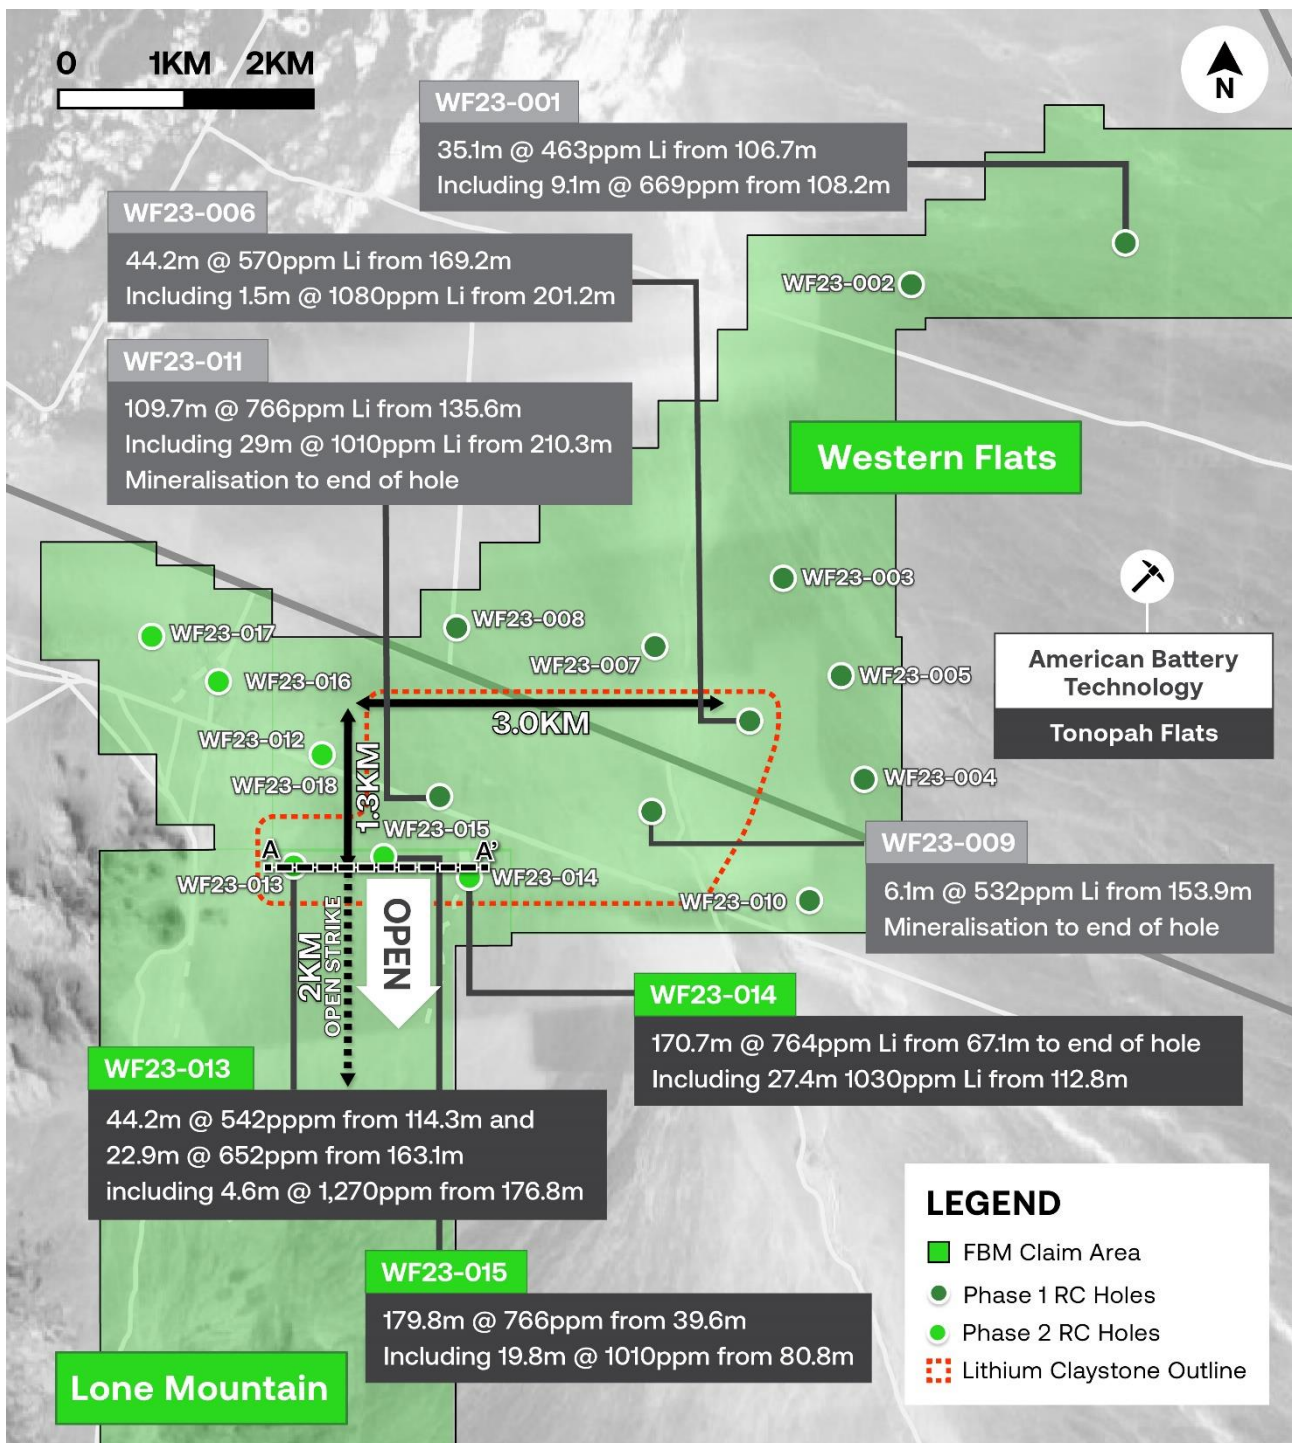 0 1KM 2KM
N
WF23-001
35.1m @ 463ppm Li from 106.7m
Including 9.1m @ 669ppm from 108.2m
WF23-006
44.2m @ 570ppm Li from 169.2m
Including 1.5m @ 1080ppm Li from 201.2m
WF23-002
WF23-011
109.7m @ 766ppm Li from 135.6m
Including 29m @ 1010ppm Li from 210.3m
Mineralisation to end of hole
Western Flats
WF23-003
WF23-008
WF23-017
WF23-007
WF23-005
WF23-016
American Battery
Technology
Tonopah Flats
3.0KM
WF23-012
WF23-018
1.3KM
WF23-004
WF23-015
A A'
WF23-013
WF23-014
WF23-010
WF23-009
6.1m @ 532ppm Li from 153.9m
Mineralisation to end of hole
2KM
OPEN STRIKE
OPEN
WF23-014
170.7m @ 764ppm Li from 67.1m to end of hole
Including 27.4m 1030ppm Li from 112.8m
WF23-013
44.2m @ 542pppm from 114.3m and
22.9m @ 652ppm from 163.1m
including 4.6m @ 1,270ppm from 176.8m
WF23-015
179.8m @ 766ppm from 39.6m
Including 19.8m @ 1010ppm from 80.8m
Lone Mountain
LEGEND
FBM Claim Area
Phase 1 RC Holes
Phase 2 RC Holes
Lithium Claystone Outline